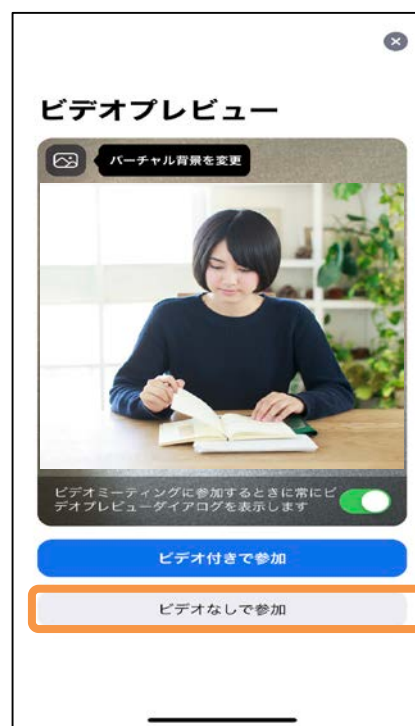 ビデオプレビュー
バーチャル背景を変更
ビデオミーティングに参加するときに常にビ
デオプレビューダイアログを表示します
ビデオ付きで参加
ビデオなしで参加